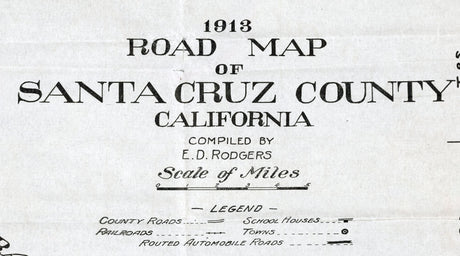 1913
ROAD MAP
OF
SANTA CRUZ COUNTY
CALIFORNIA
COMPILED BY
E.D. RODGERS
Scale of Miles
— LEGEND —
COUNTY ROADS SCHOOL HOUSES
RAILROADS TOWNS
ROUTED AUTOMOBILE ROADS